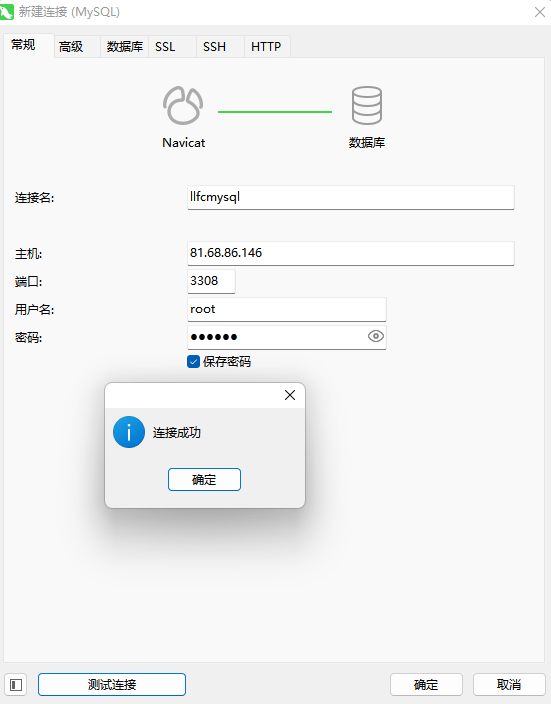 新建连接 (MySQL)
常规 高级 数据库 SSL SSH HTTP
Navicat 数据库
连接名: llfcmysql
主机: 81.68.86.146
端口: 3308
用户名: root
密码: ●●●●●●
保存密码
连接成功
确定
测试连接 确定 取消